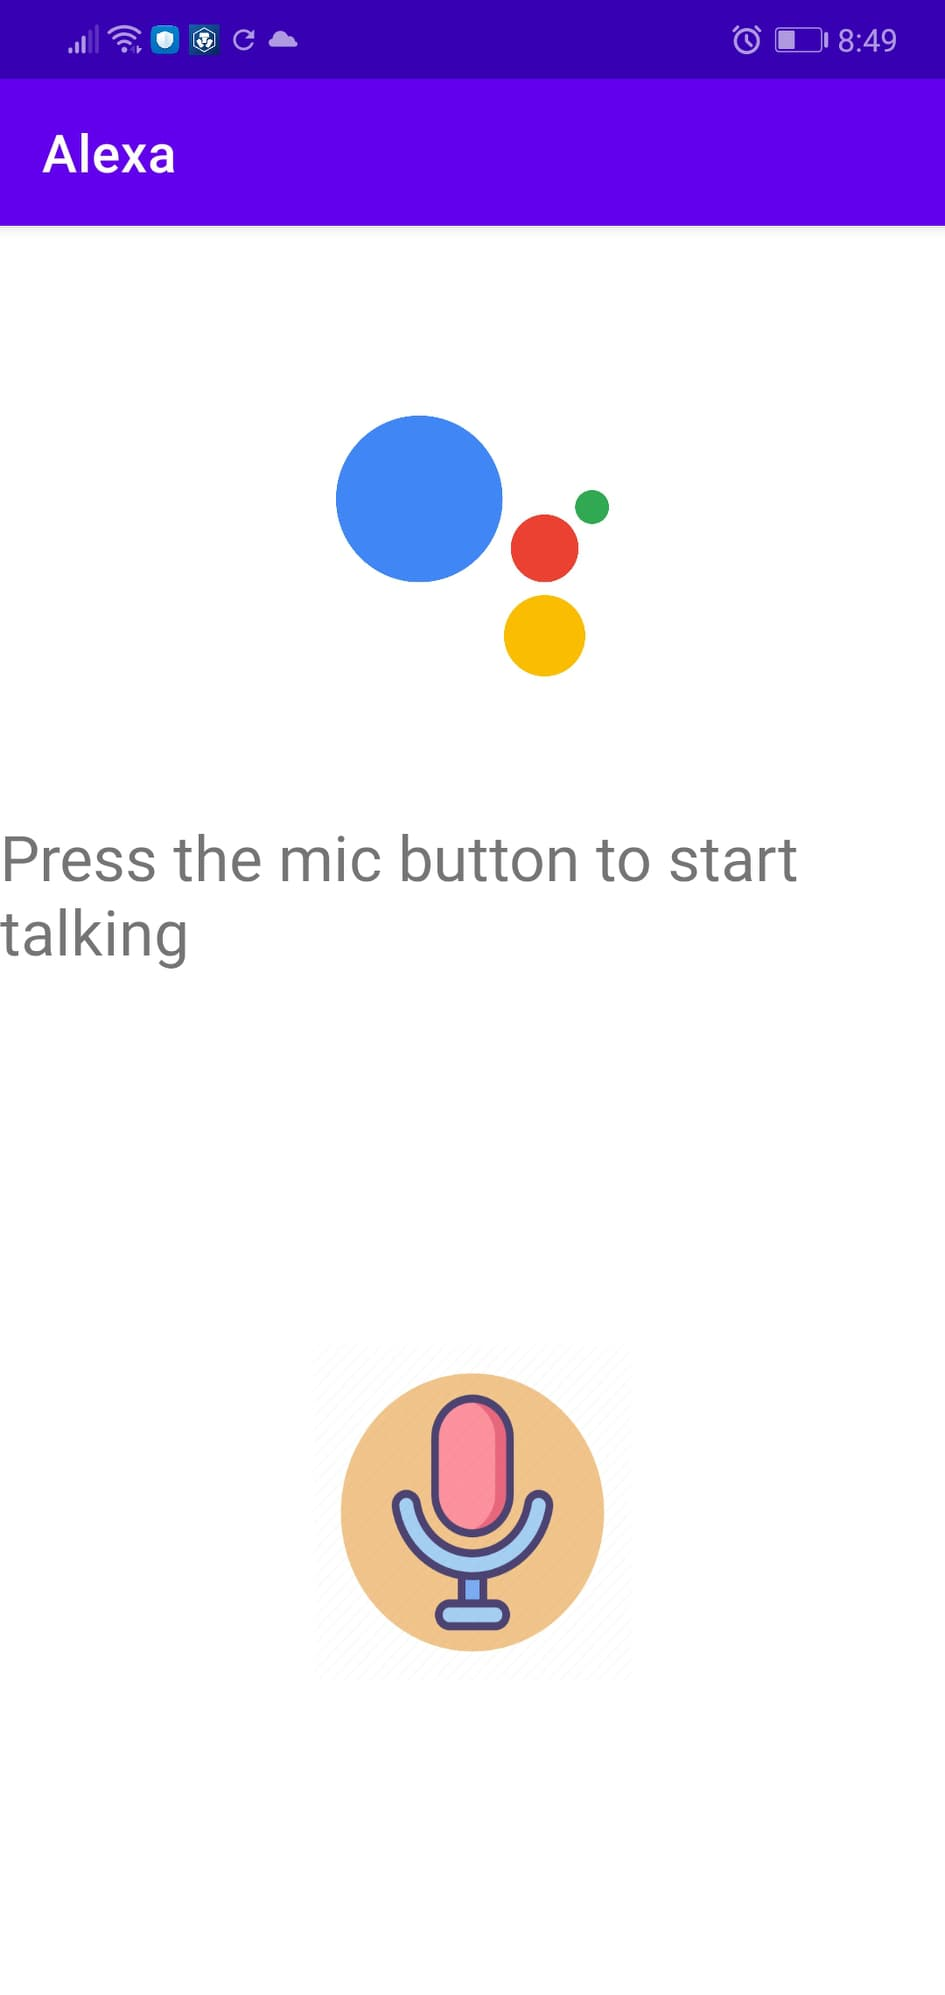 8:49
Alexa
Press the mic button to start
talking